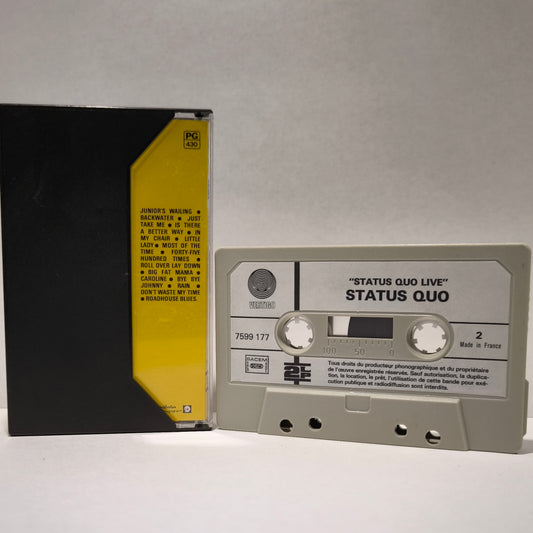 PG
430
JUNIOR'S WAILING •
BACKWATER • JUST
TAKE ME • IS THERE
A BETTER WAY • IN
MY CHAIR • LITTLE
LADY • MOST OF THE
TIME • FORTY-FIVE
HUNDRED TIMES •
ROLL OVER LAY DOWN
• BIG FAT MAMA •
CAROLINE • BYE BYE
JOHNNY • RAIN •
DON'T WASTE MY TIME
• ROADHOUSE BLUES.
VERTIGO
"STATUS QUO LIVE"
STATUS QUO
7599 177
2
Made in France
100 50 0
SACEM
2 LP
Tous droits du producteur phonographique et du propriétaire
de l'œuvre enregistrée réservés. Sauf autorisation, la duplica-
tion, la location, le prêt, l'utilisation de cette bande pour exé-
cution publique et radiodiffusion sont interdits.